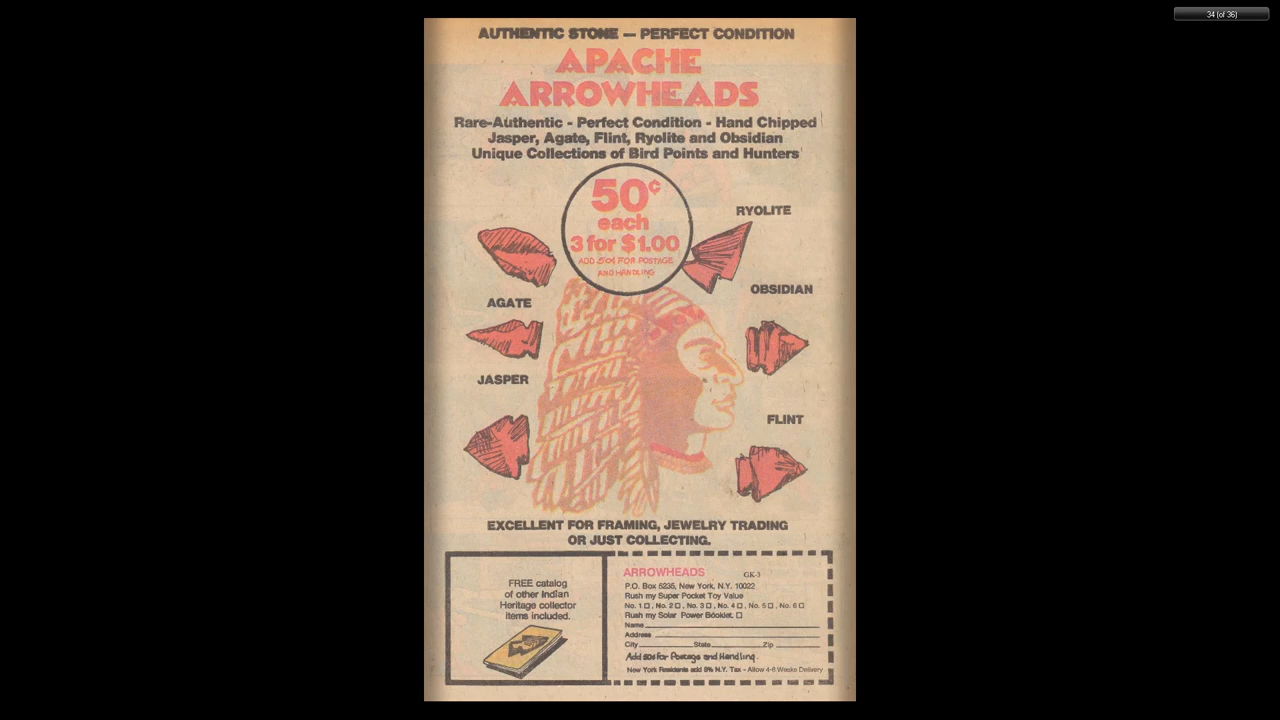 34 (of 36)
AUTHENTIC STONE — PERFECT CONDITION
APACHE
ARROWHEADS
Rare-Authentic - Perfect Condition - Hand Chipped
Jasper, Agate, Flint, Ryolite and Obsidian
Unique Collections of Bird Points and Hunters
50¢
each
3 for $1.00
ADD 50¢ FOR POSTAGE
AND HANDLING
RYOLITE
OBSIDIAN
AGATE
JASPER
FLINT
EXCELLENT FOR FRAMING, JEWELRY TRADING
OR JUST COLLECTING.
FREE catalog
of other Indian
Heritage collector
items included.
ARROWHEADS GK-3
P.O. Box 5235, New York, N.Y. 10022
Rush my Super Pocket Toy Value
No. 1 □, No. 2 □, No. 3 □, No. 4 □, No. 5 □, No. 6 □
Rush my Solar Power Booklet. □
Name
Address
City State Zip
Add 50¢ for Postage and Handling.
New York Residents add 8% N.Y. Tax - Allow 4-6 Weeks Delivery